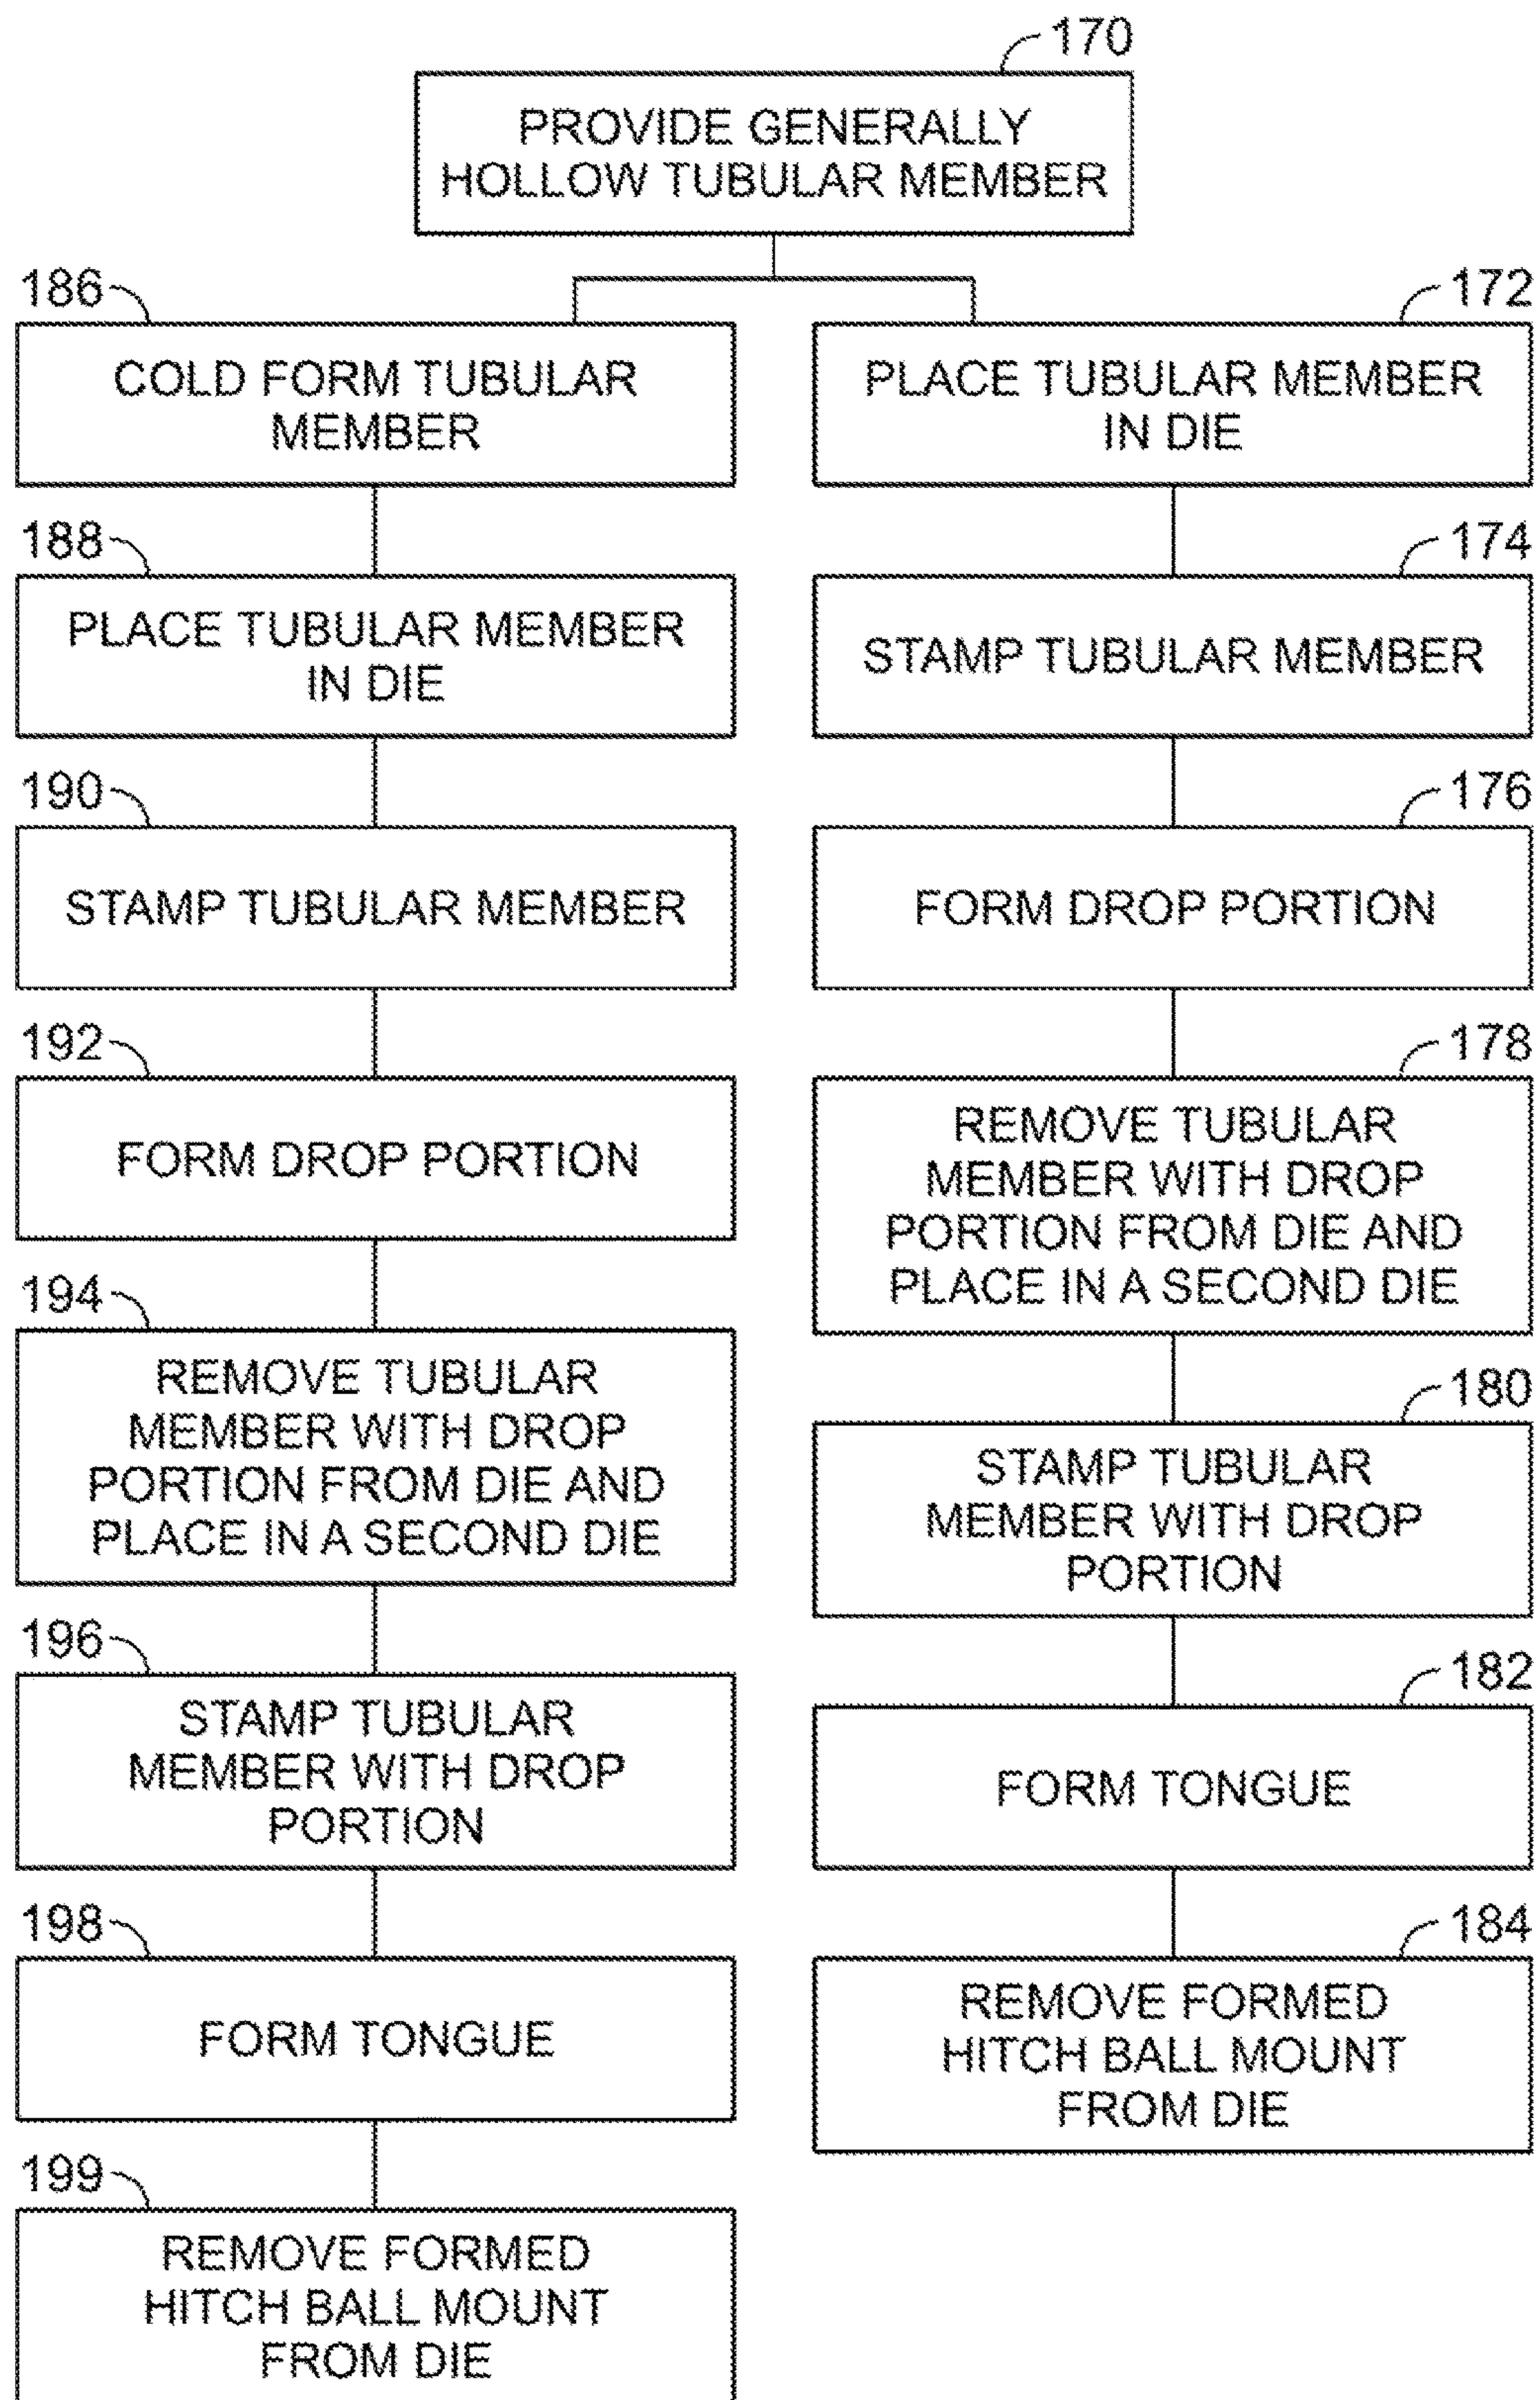 170
PROVIDE GENERALLY
HOLLOW TUBULAR MEMBER
186
COLD FORM TUBULAR
MEMBER
188
PLACE TUBULAR MEMBER
IN DIE
190
STAMP TUBULAR MEMBER
192
FORM DROP PORTION
194
REMOVE TUBULAR
MEMBER WITH DROP
PORTION FROM DIE AND
PLACE IN A SECOND DIE
196
STAMP TUBULAR
MEMBER WITH DROP
PORTION
198
FORM TONGUE
199
REMOVE FORMED
HITCH BALL MOUNT
FROM DIE
172
PLACE TUBULAR MEMBER
IN DIE
174
STAMP TUBULAR MEMBER
176
FORM DROP PORTION
178
REMOVE TUBULAR
MEMBER WITH DROP
PORTION FROM DIE AND
PLACE IN A SECOND DIE
180
STAMP TUBULAR
MEMBER WITH DROP
PORTION
182
FORM TONGUE
184
REMOVE FORMED
HITCH BALL MOUNT
FROM DIE